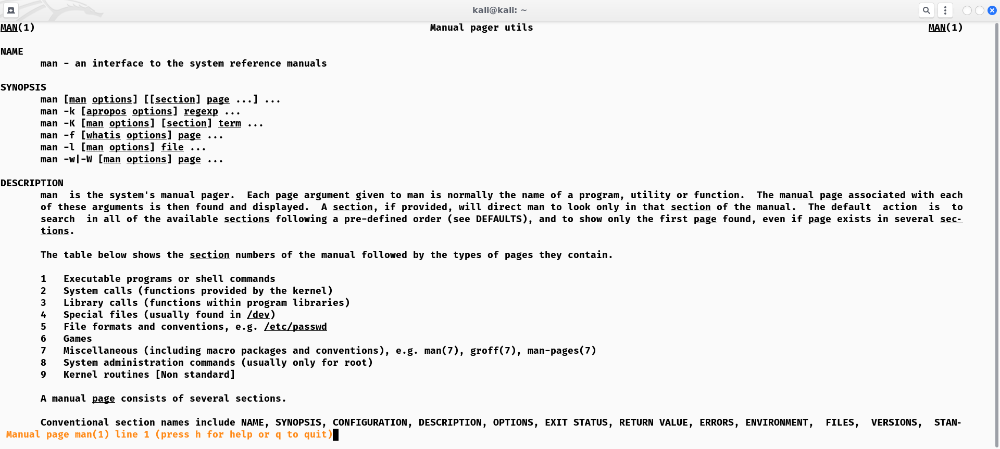 kali@kali: ~
MAN(1)                                                                     Manual pager utils                                                                     MAN(1)

NAME
       man - an interface to the system reference manuals

SYNOPSIS
       man [man options] [[section] page ...] ...
       man -k [apropos options] regexp ...
       man -K [man options] [section] term ...
       man -f [whatis options] page ...
       man -l [man options] file ...
       man -w|-W [man options] page ...

DESCRIPTION
       man  is the system's manual pager.  Each page argument given to man is normally the name of a program, utility or function.  The manual page associated with each
       of these arguments is then found and displayed.  A section, if provided, will direct man to look only in that section of the manual.  The default  action  is  to
       search  in all of the available sections following a pre-defined order (see DEFAULTS), and to show only the first page found, even if page exists in several sec-
       tions.

       The table below shows the section numbers of the manual followed by the types of pages they contain.

       1   Executable programs or shell commands
       2   System calls (functions provided by the kernel)
       3   Library calls (functions within program libraries)
       4   Special files (usually found in /dev)
       5   File formats and conventions, e.g. /etc/passwd
       6   Games
       7   Miscellaneous (including macro packages and conventions), e.g. man(7), groff(7), man-pages(7)
       8   System administration commands (usually only for root)
       9   Kernel routines [Non standard]

       A manual page consists of several sections.

       Conventional section names include NAME, SYNOPSIS, CONFIGURATION, DESCRIPTION, OPTIONS, EXIT STATUS, RETURN VALUE, ERRORS, ENVIRONMENT,  FILES,  VERSIONS,  STAN-
 Manual page man(1) line 1 (press h for help or q to quit)